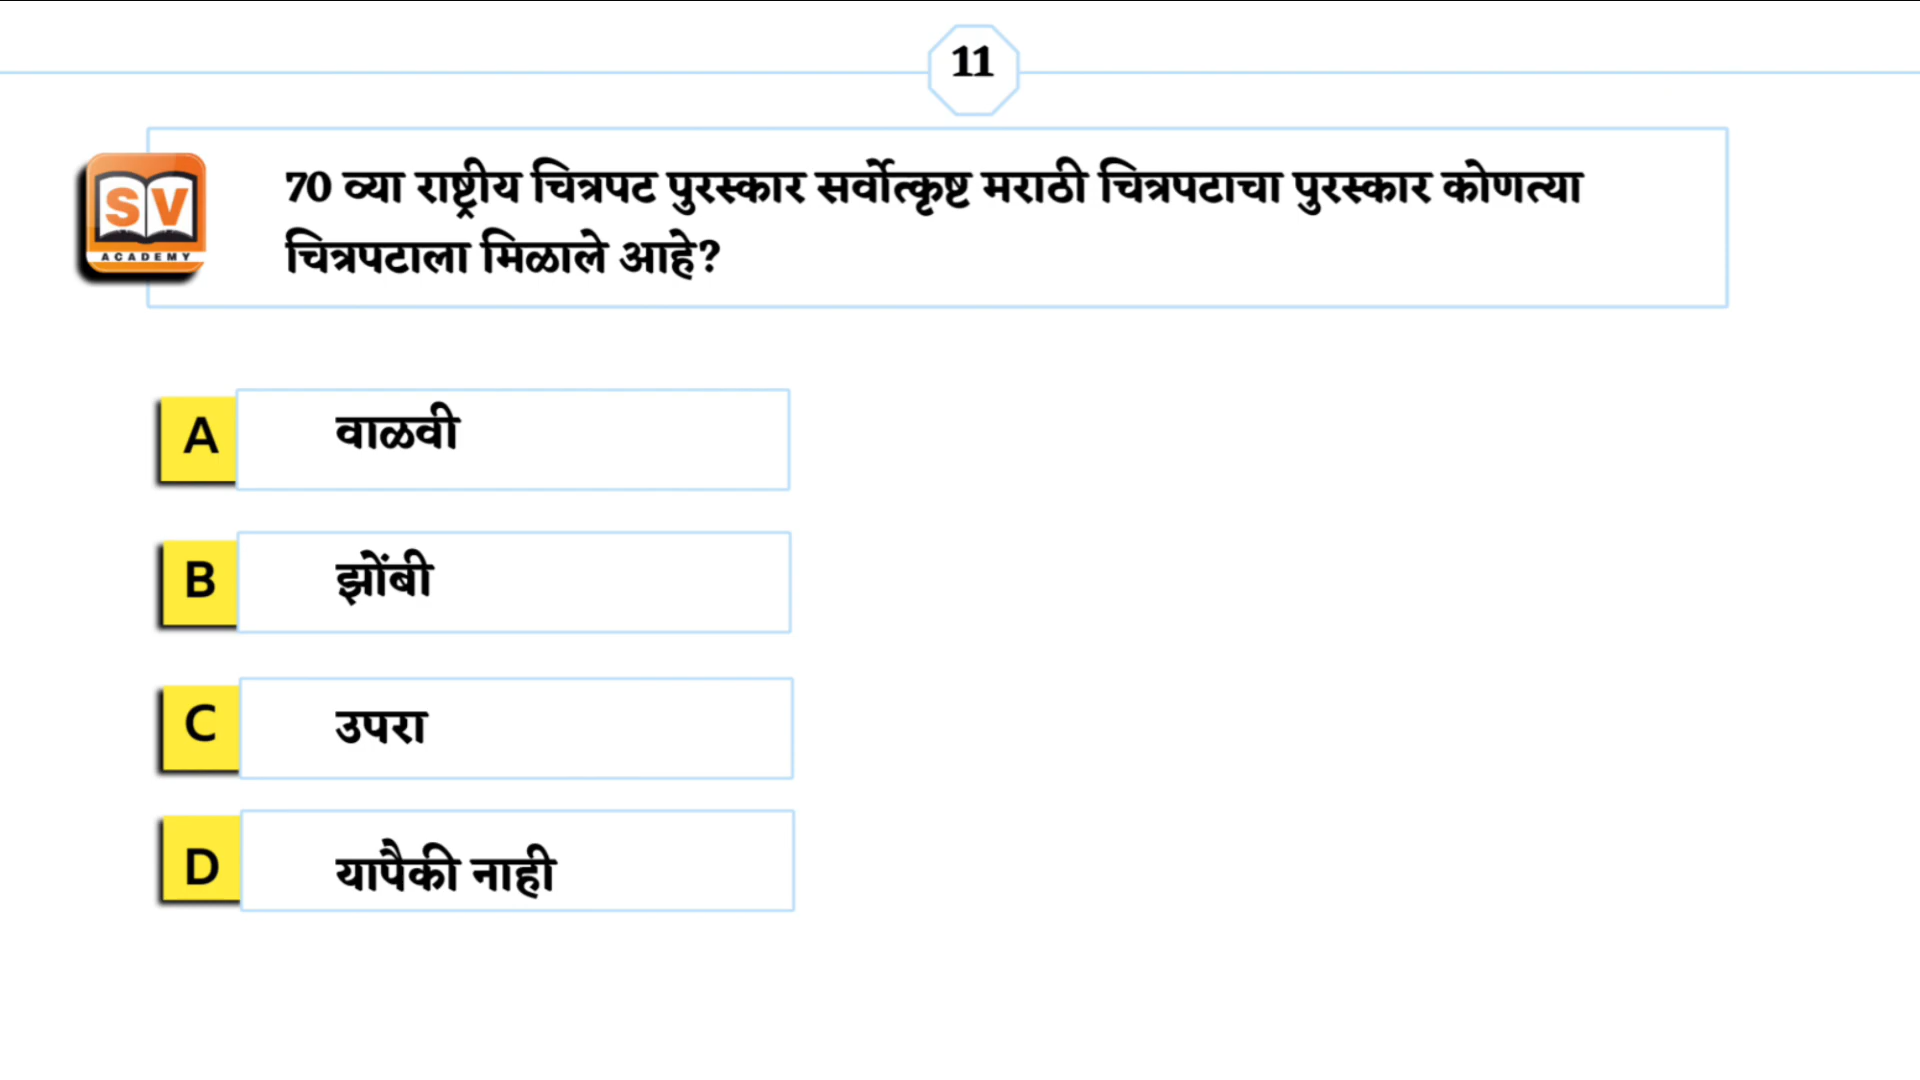 11
SV
ACADEMY
70 व्या राष्ट्रीय चित्रपट पुरस्कार सर्वोत्कृष्ट मराठी चित्रपटाचा पुरस्कार कोणत्या
चित्रपटाला मिळाले आहे?
A वाळवी
B झोंबी
C उपरा
D यापैकी नाही